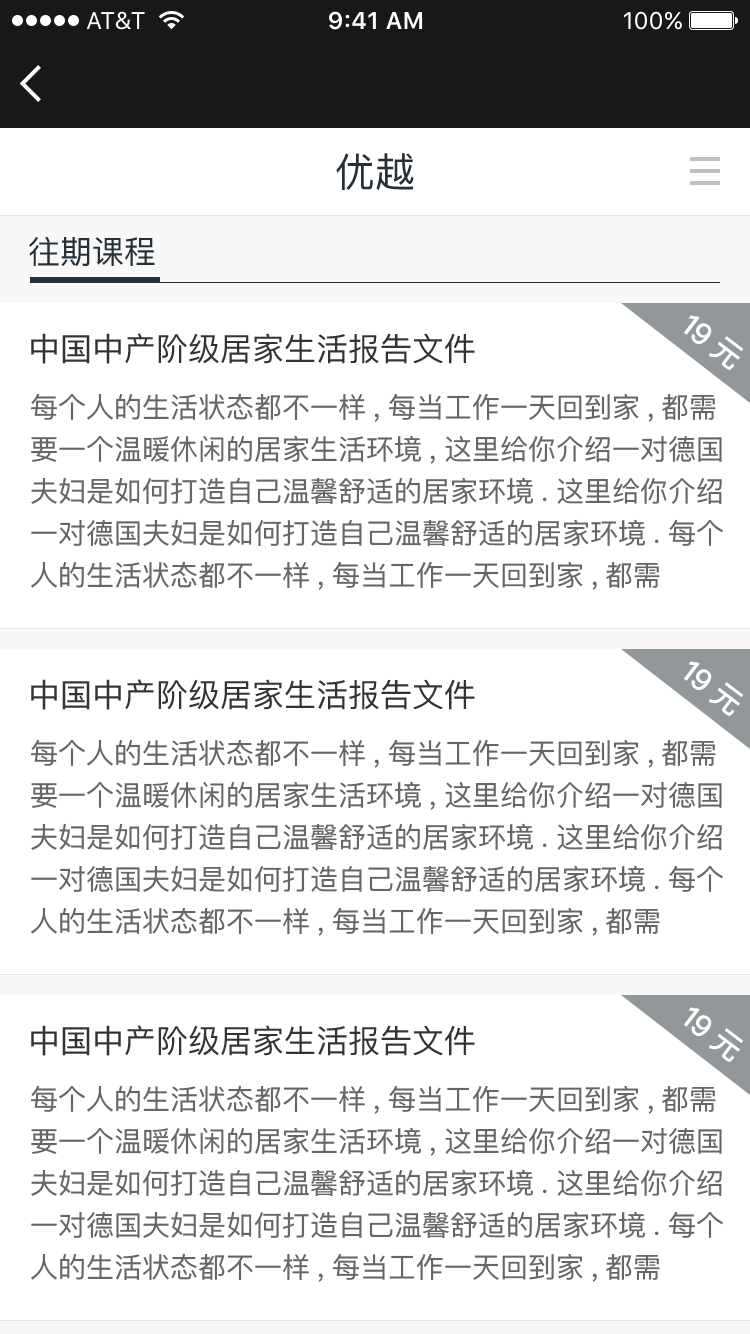 AT&T 9:41 AM 100%
优越
往期课程
19 元
中国中产阶级居家生活报告文件
每个人的生活状态都不一样 , 每当工作一天回到家 , 都需
要一个温暖休闲的居家生活环境 , 这里给你介绍一对德国
夫妇是如何打造自己温馨舒适的居家环境 . 这里给你介绍
一对德国夫妇是如何打造自己温馨舒适的居家环境 . 每个
人的生活状态都不一样 , 每当工作一天回到家 , 都需
19 元
中国中产阶级居家生活报告文件
每个人的生活状态都不一样 , 每当工作一天回到家 , 都需
要一个温暖休闲的居家生活环境 , 这里给你介绍一对德国
夫妇是如何打造自己温馨舒适的居家环境 . 这里给你介绍
一对德国夫妇是如何打造自己温馨舒适的居家环境 . 每个
人的生活状态都不一样 , 每当工作一天回到家 , 都需
19 元
中国中产阶级居家生活报告文件
每个人的生活状态都不一样 , 每当工作一天回到家 , 都需
要一个温暖休闲的居家生活环境 , 这里给你介绍一对德国
夫妇是如何打造自己温馨舒适的居家环境 . 这里给你介绍
一对德国夫妇是如何打造自己温馨舒适的居家环境 . 每个
人的生活状态都不一样 , 每当工作一天回到家 , 都需